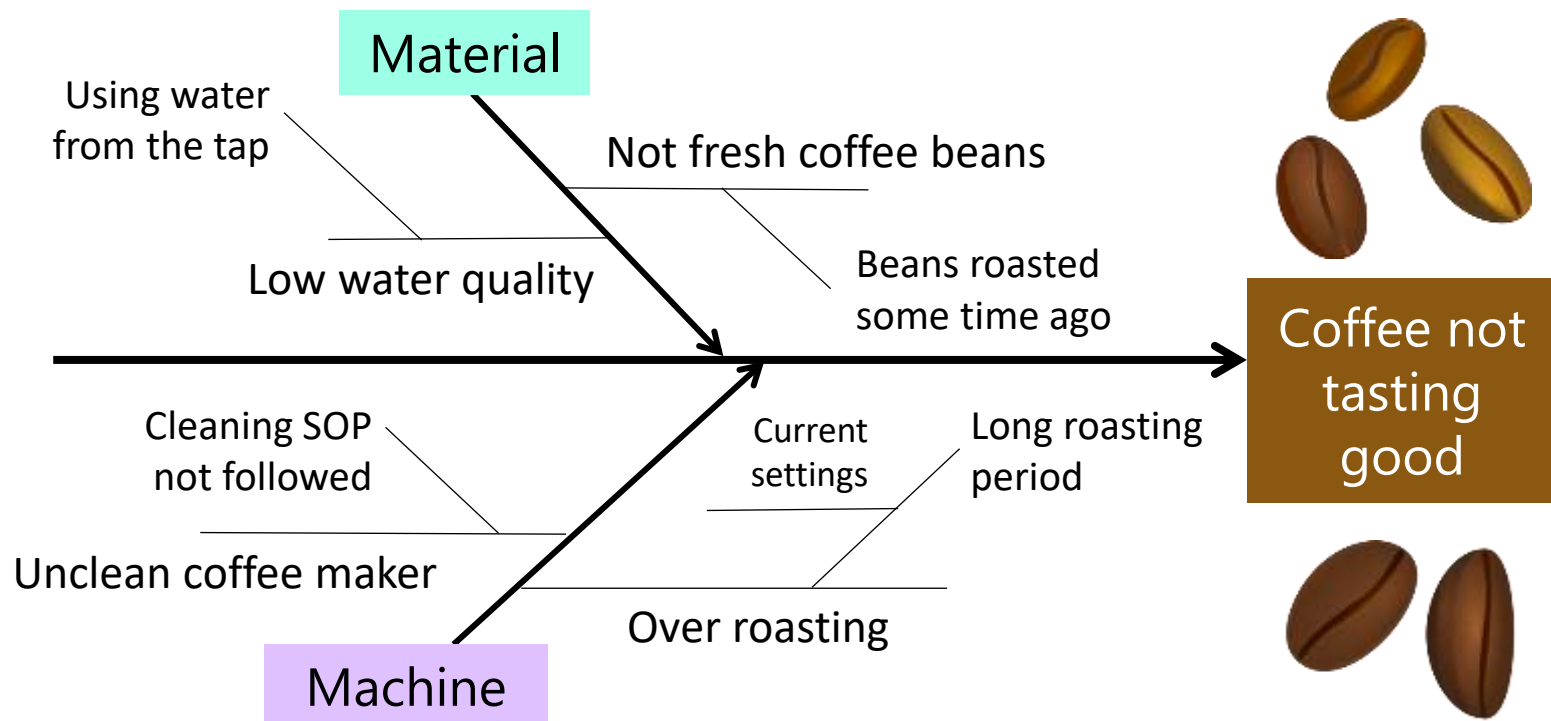 Material
Using water
from the tap
Not fresh coffee beans
Low water quality
Beans roasted
some time ago
Coffee not
tasting
good
Cleaning SOP
not followed
Current
settings
Long roasting
period
Unclean coffee maker
Over roasting
Machine